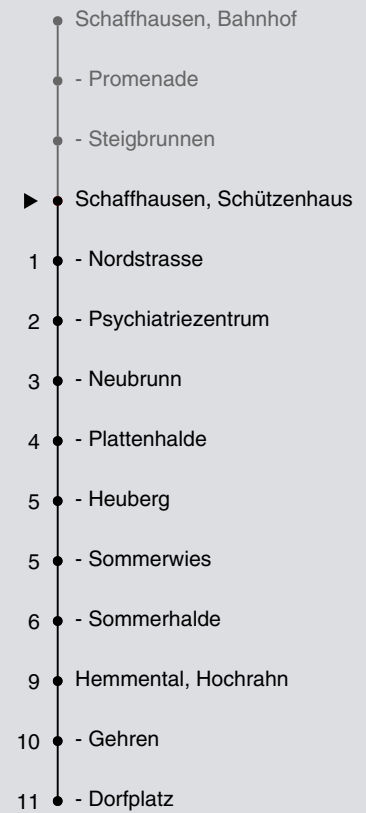 Schaffhausen, Bahnhof
- Promenade
- Steigbrunnen
Schaffhausen, Schützenhaus
1 - Nordstrasse
2 - Psychiatriezentrum
3 - Neubrunn
4 - Plattenhalde
5 - Heuberg
5 - Sommerwies
6 - Sommerhalde
9 Hemmental, Hochrahn
10 - Gehren
11 - Dorfplatz